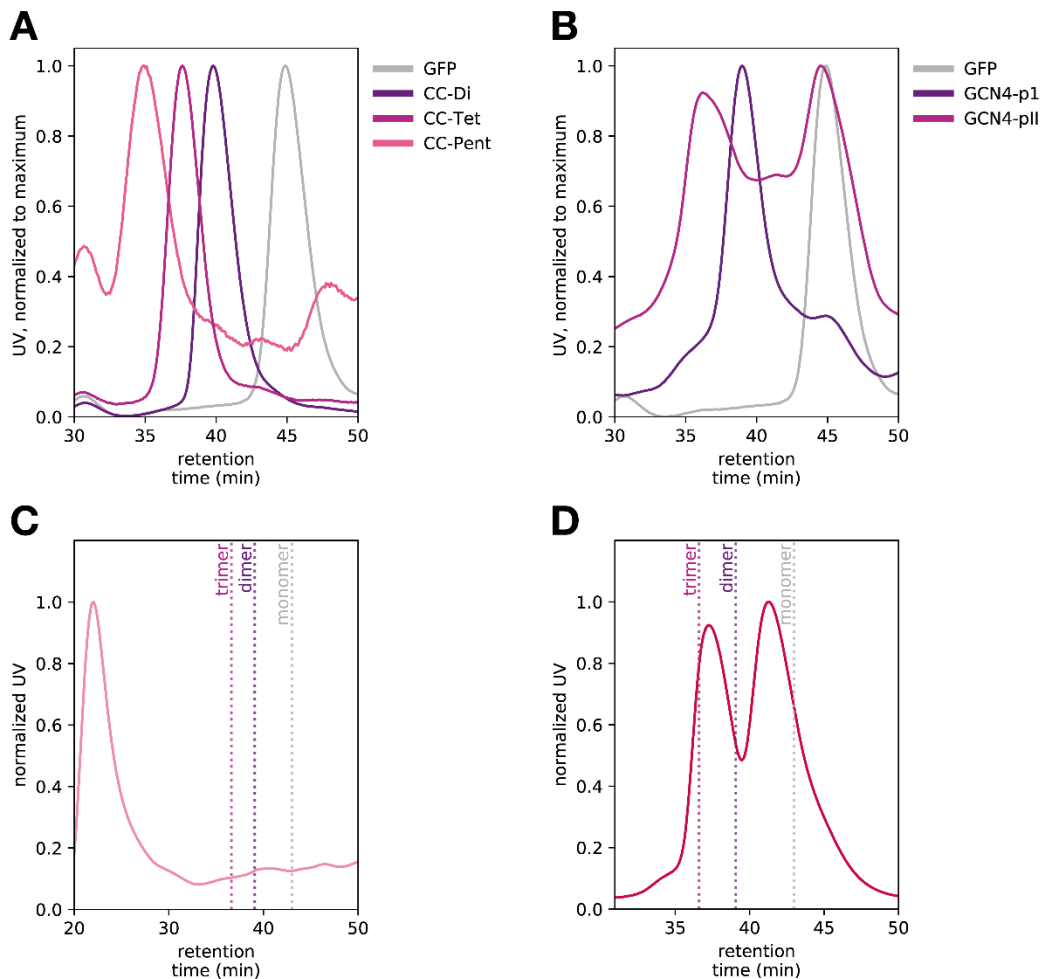 A
UV, normalized to maximum
1.0
0.8
0.6
0.4
0.2
0.0
30 35 40 45 50
retention
time (min)
GFP
CC-Di
CC-Tet
CC-Pent
B
UV, normalized to maximum
1.0
0.8
0.6
0.4
0.2
0.0
30 35 40 45 50
retention
time (min)
GFP
GCN4-p1
GCN4-pII
C
normalized UV
1.0
0.8
0.6
0.4
0.2
0.0
trimer
dimer
monomer
20 30 40 50
retention
time (min)
D
normalized UV
1.0
0.8
0.6
0.4
0.2
0.0
trimer
dimer
monomer
35 40 45 50
retention
time (min)